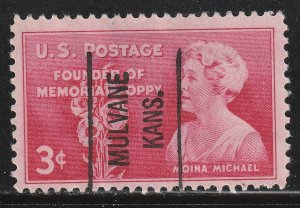 U.S. POSTAGE
FOUNDER OF
MEMORIAL POPPY
3¢
MOINA MICHAEL
MULVANE
KANS.